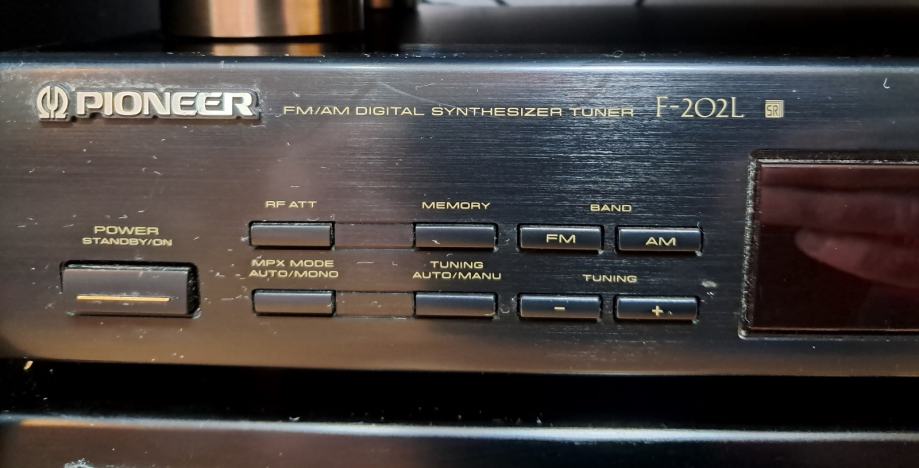 PIONEER FM/AM DIGITAL SYNTHESIZER TUNER F-202L SR
RF ATT MEMORY BAND
POWER
STANDBY/ON
FM AM
MPX MODE
AUTO/MONO
TUNING
AUTO/MANU
TUNING
- +